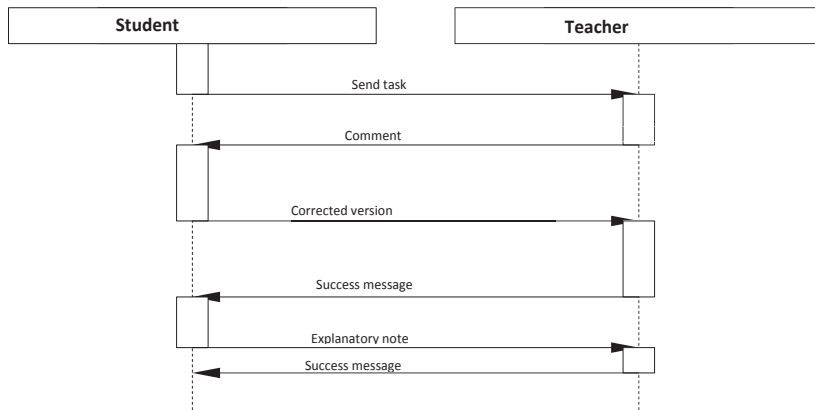 Student
Teacher
Send task
Comment
Corrected version
Success message
Explanatory note
Success message